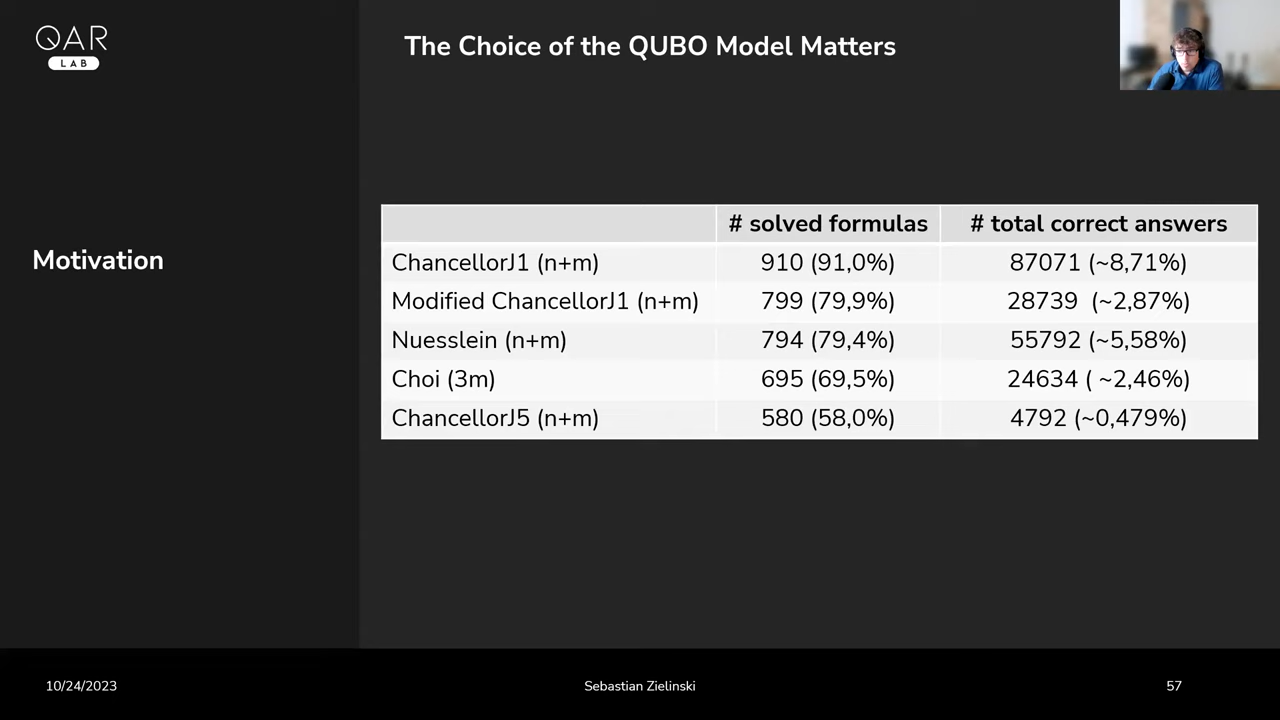 QAR
LAB
The Choice of the QUBO Model Matters
Motivation
# solved formulas # total correct answers
ChancellorJ1 (n+m) 910 (91,0%) 87071 (~8,71%)
Modified ChancellorJ1 (n+m) 799 (79,9%) 28739 (~2,87%)
Nuesslein (n+m) 794 (79,4%) 55792 (~5,58%)
Choi (3m) 695 (69,5%) 24634 ( ~2,46%)
ChancellorJ5 (n+m) 580 (58,0%) 4792 (~0,479%)
10/24/2023 Sebastian Zielinski 57